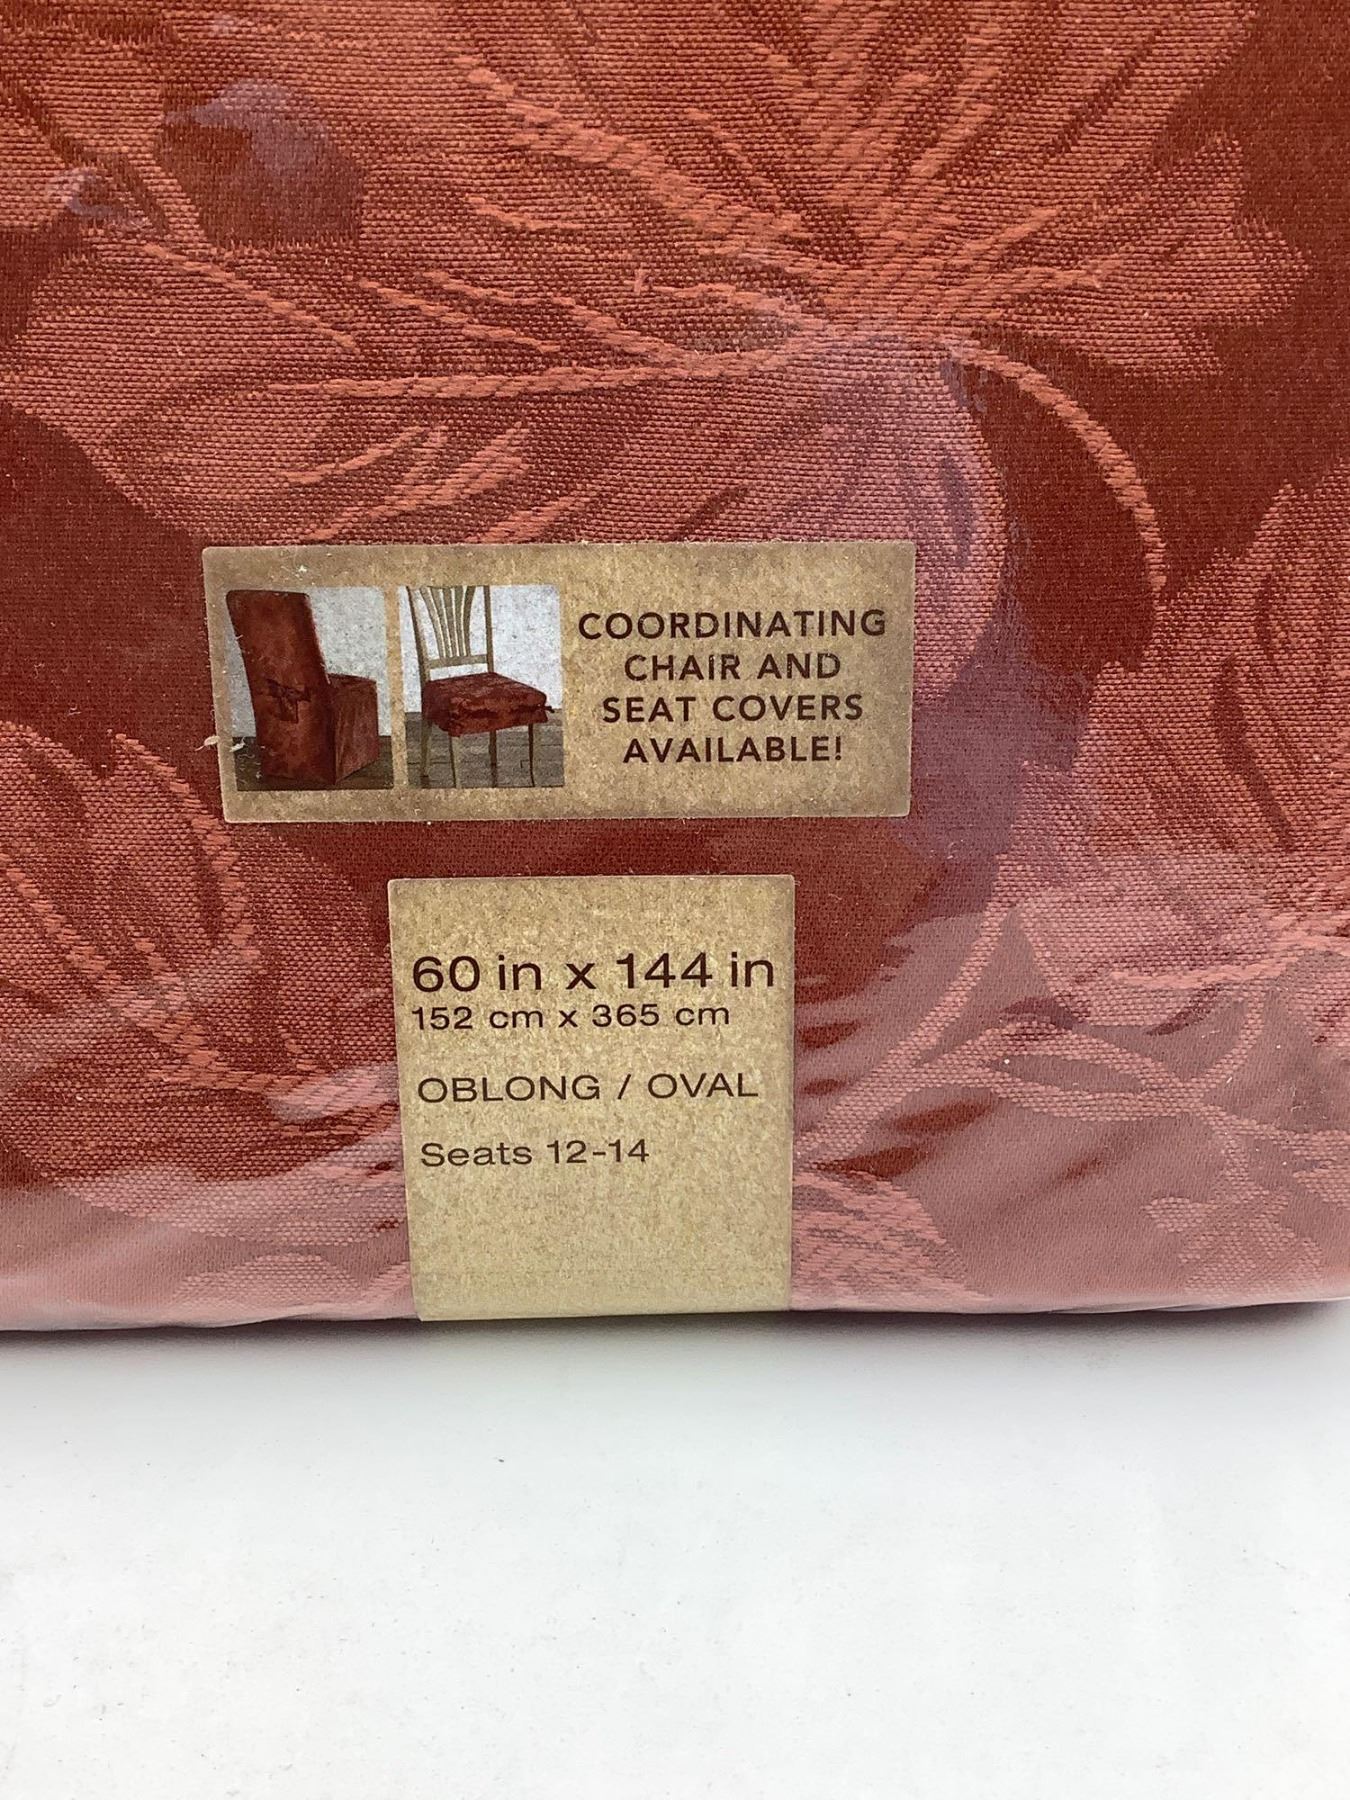 COORDINATING
CHAIR AND
SEAT COVERS
AVAILABLE!
60 in x 144 in
152 cm x 365 cm
OBLONG / OVAL
Seats 12-14